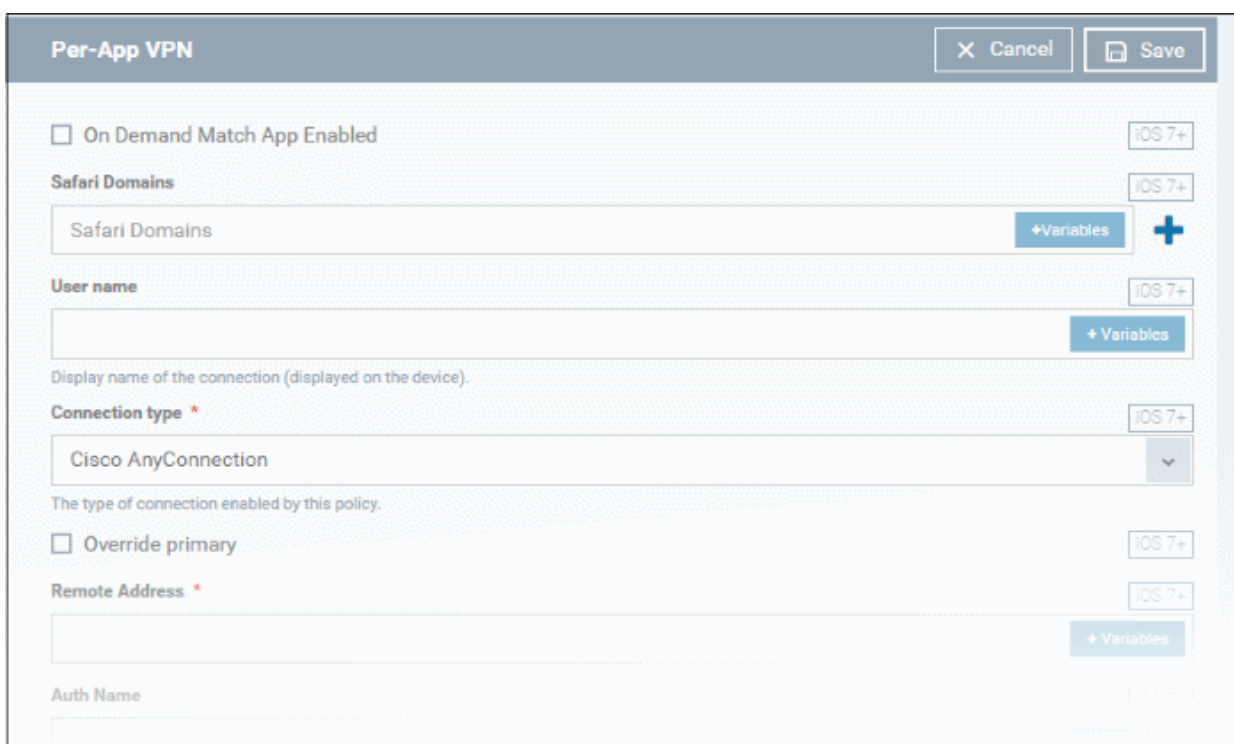 Per-App VPN
Cancel
Save
On Demand Match App Enabled
iOS 7+
Safari Domains
iOS 7+
Safari Domains
+Variables
User name
iOS 7+
+ Variables
Display name of the connection (displayed on the device).
Connection type *
iOS 7+
Cisco AnyConnection
The type of connection enabled by this policy.
Override primary
iOS 7+
Remote Address *
iOS 7+
+ Variables
Auth Name